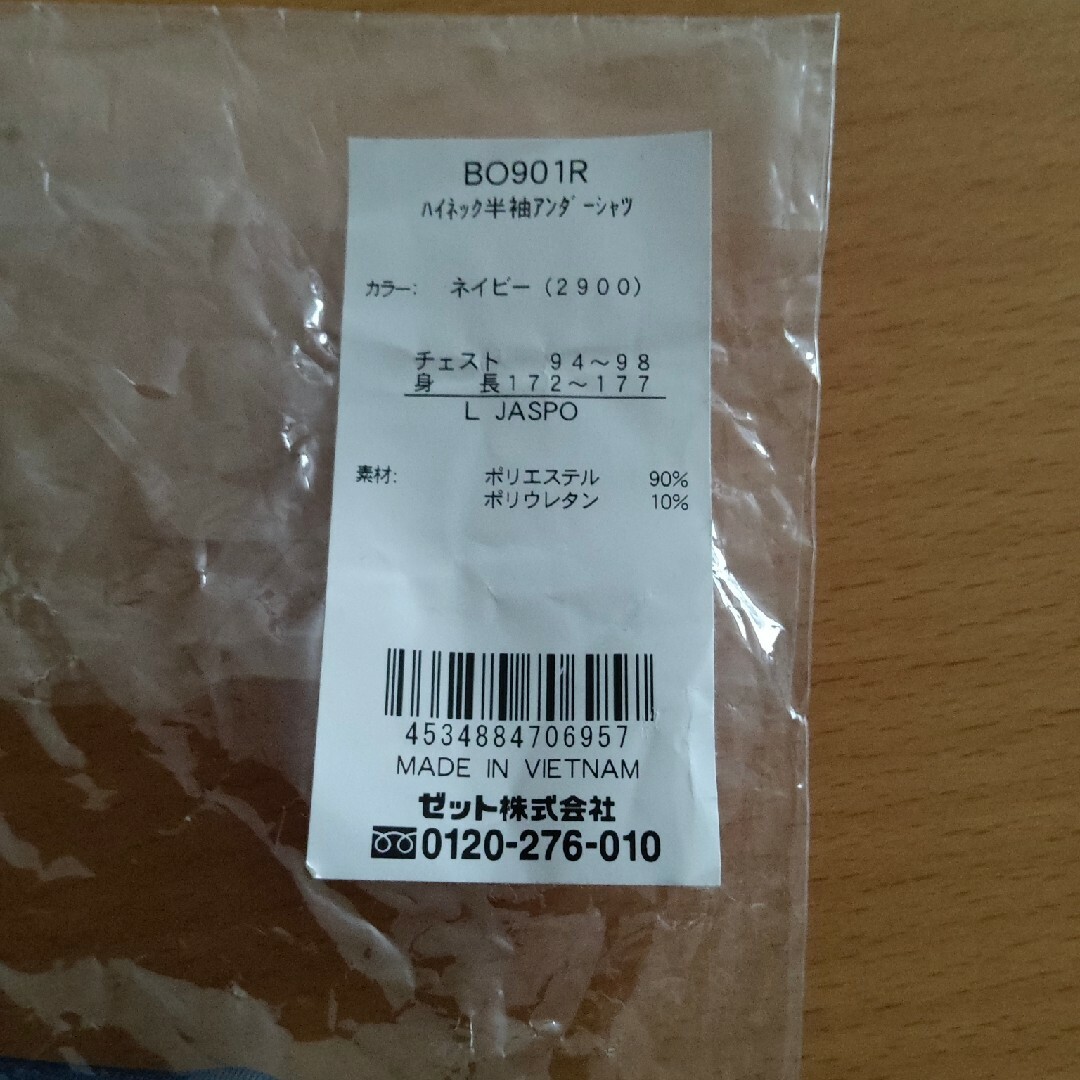 BO901R
ﾊｲﾈｯｸ半袖ｱﾝﾀﾞｰｼｬﾂ
カラー: ネイビー（２９００）
チェスト ９４～９８
身 長１７２～１７７
L JASPO
素材: ポリエステル 90%
ポリウレタン 10%
4534884706957
MADE IN VIETNAM
ゼット株式会社
0120-276-010